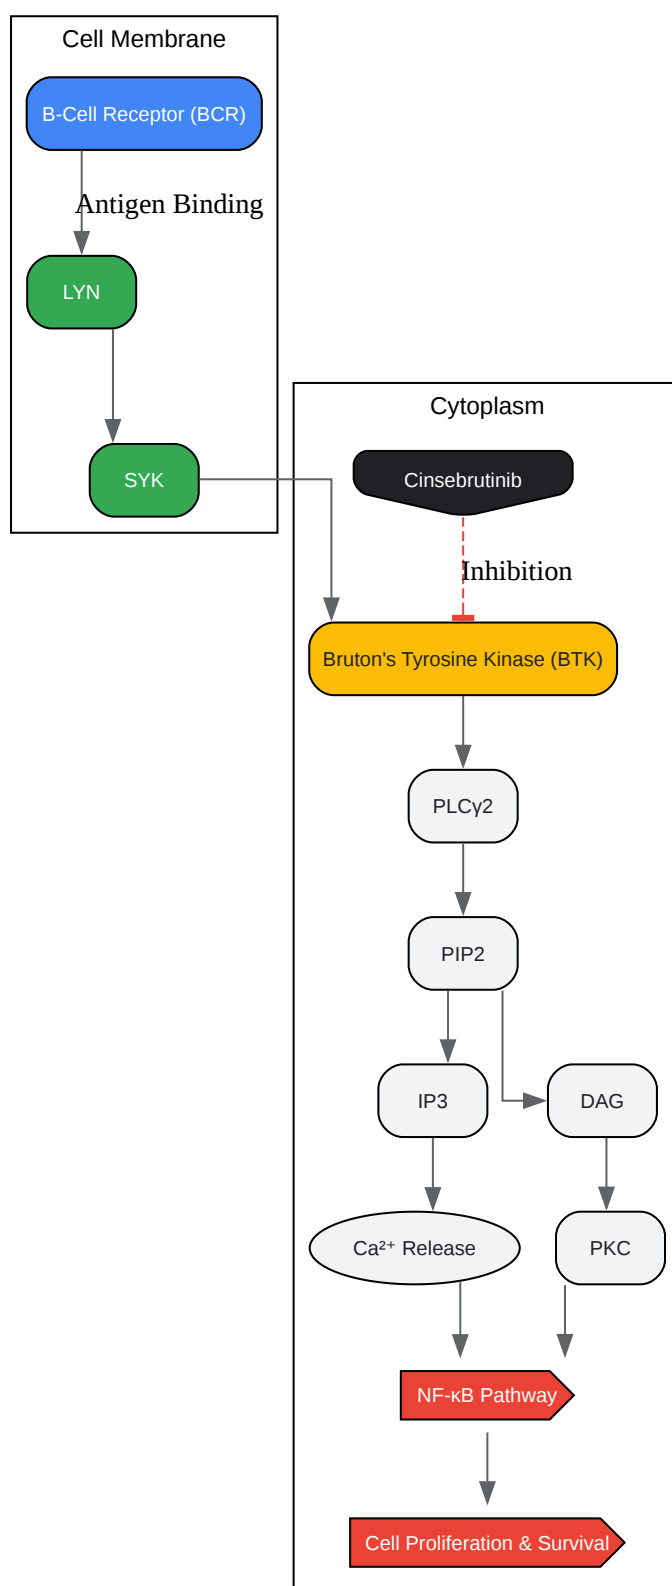 Cell Membrane
B-Cell Receptor (BCR)
Antigen Binding
LYN
SYK
Cytoplasm
Cinsebrutinib
Inhibition
Bruton's Tyrosine Kinase (BTK)
PLCγ2
PIP2
IP3
DAG
Ca²⁺ Release
PKC
NF-κB Pathway
Cell Proliferation & Survival